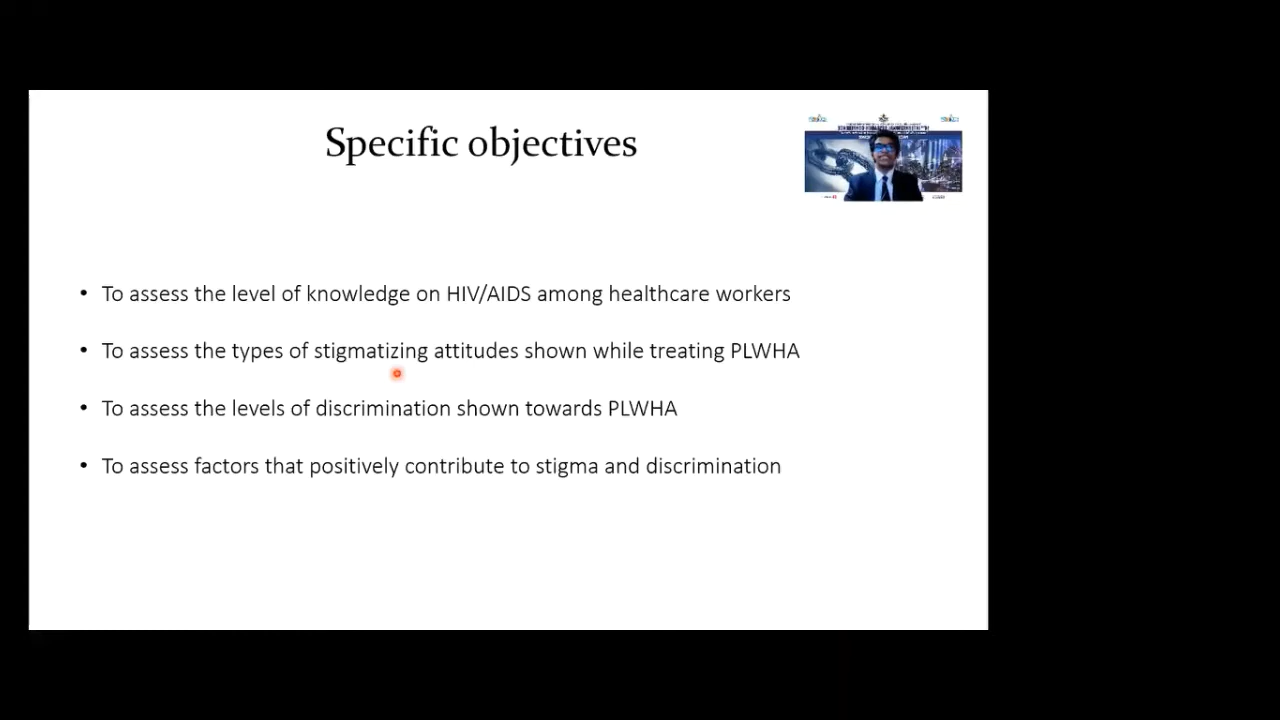 Specific objectives
• To assess the level of knowledge on HIV/AIDS among healthcare workers
• To assess the types of stigmatizing attitudes shown while treating PLWHA
• To assess the levels of discrimination shown towards PLWHA
• To assess factors that positively contribute to stigma and discrimination